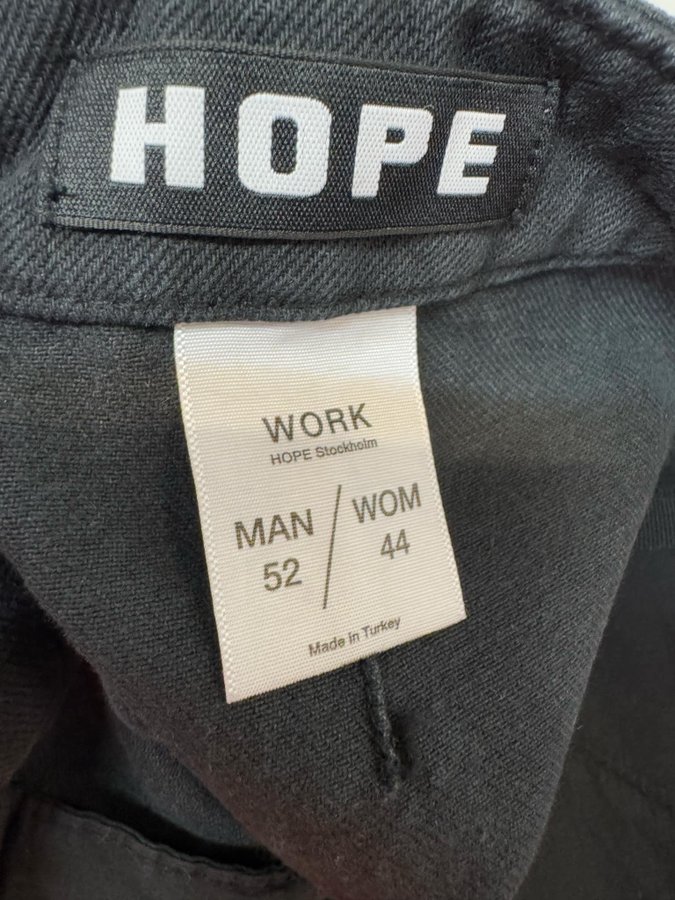 HOPE
WORK
HOPE Stockholm
MAN / WOM
52 44
Made in Turkey